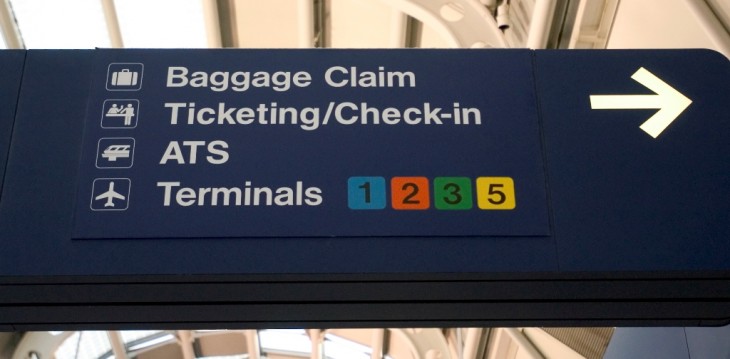 Baggage Claim
Ticketing/Check-in
ATS
Terminals 1 2 3 5